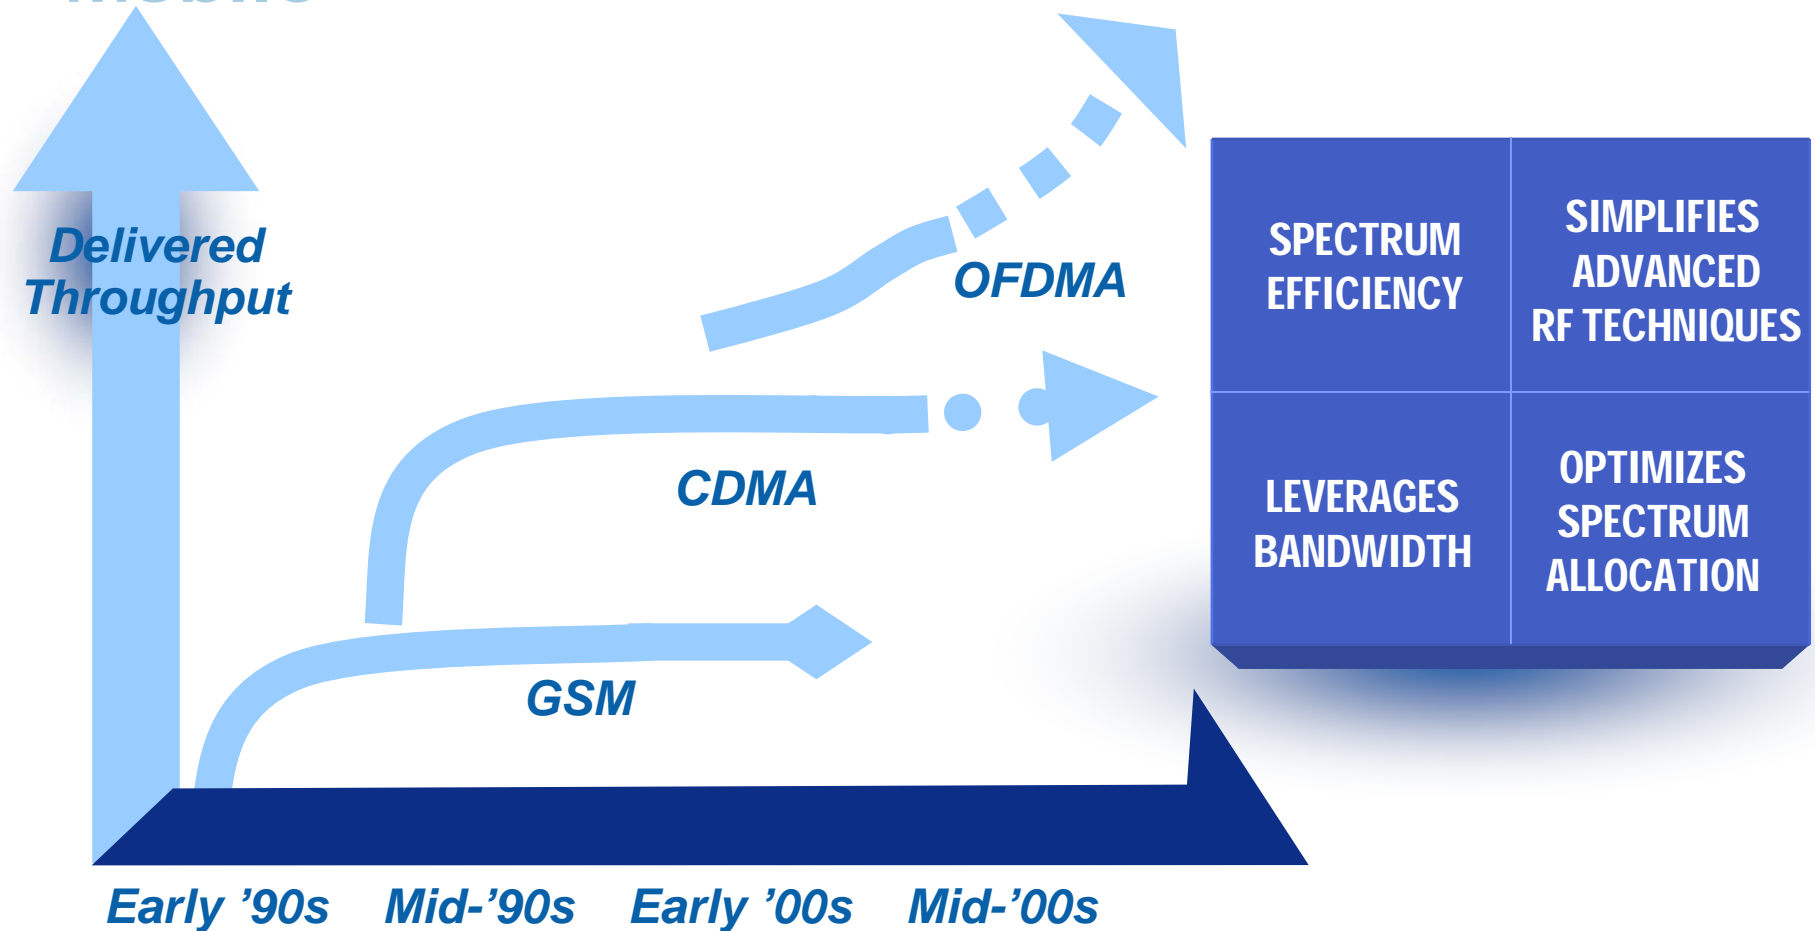 Delivered
Throughput
OFDMA
CDMA
GSM
Early ’90s Mid-’90s Early ’00s Mid-’00s
SPECTRUM
EFFICIENCY
SIMPLIFIES
ADVANCED
RF TECHNIQUES
LEVERAGES
BANDWIDTH
OPTIMIZES
SPECTRUM
ALLOCATION